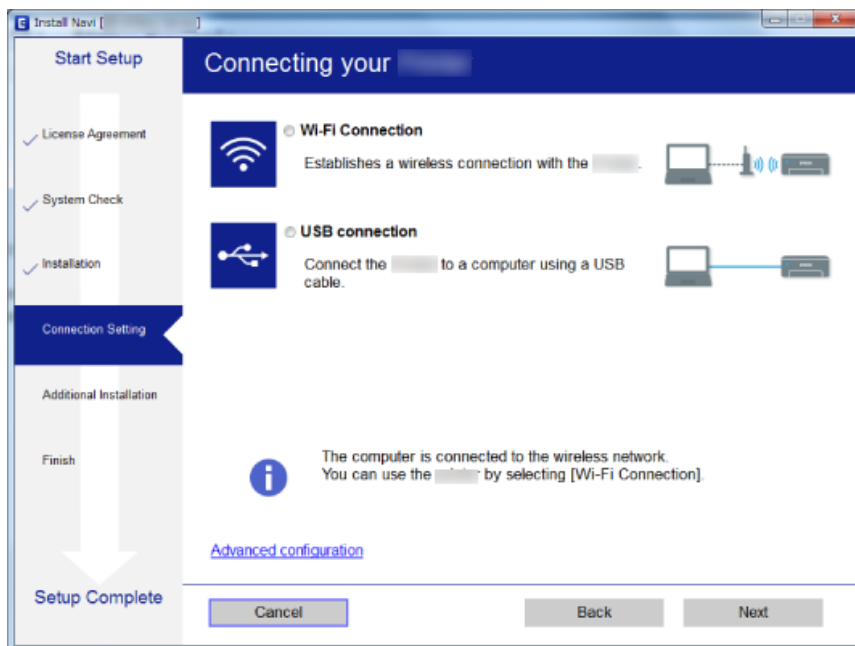 E Install Navi [ ]
Start Setup
License Agreement
System Check
Installation
Connection Setting
Additional Installation
Finish
Setup Complete
Connecting your
Wi-Fi Connection
Establishes a wireless connection with the .
USB connection
Connect the to a computer using a USB
cable.
The computer is connected to the wireless network.
You can use the by selecting [Wi-Fi Connection].
Advanced configuration
Cancel
Back
Next